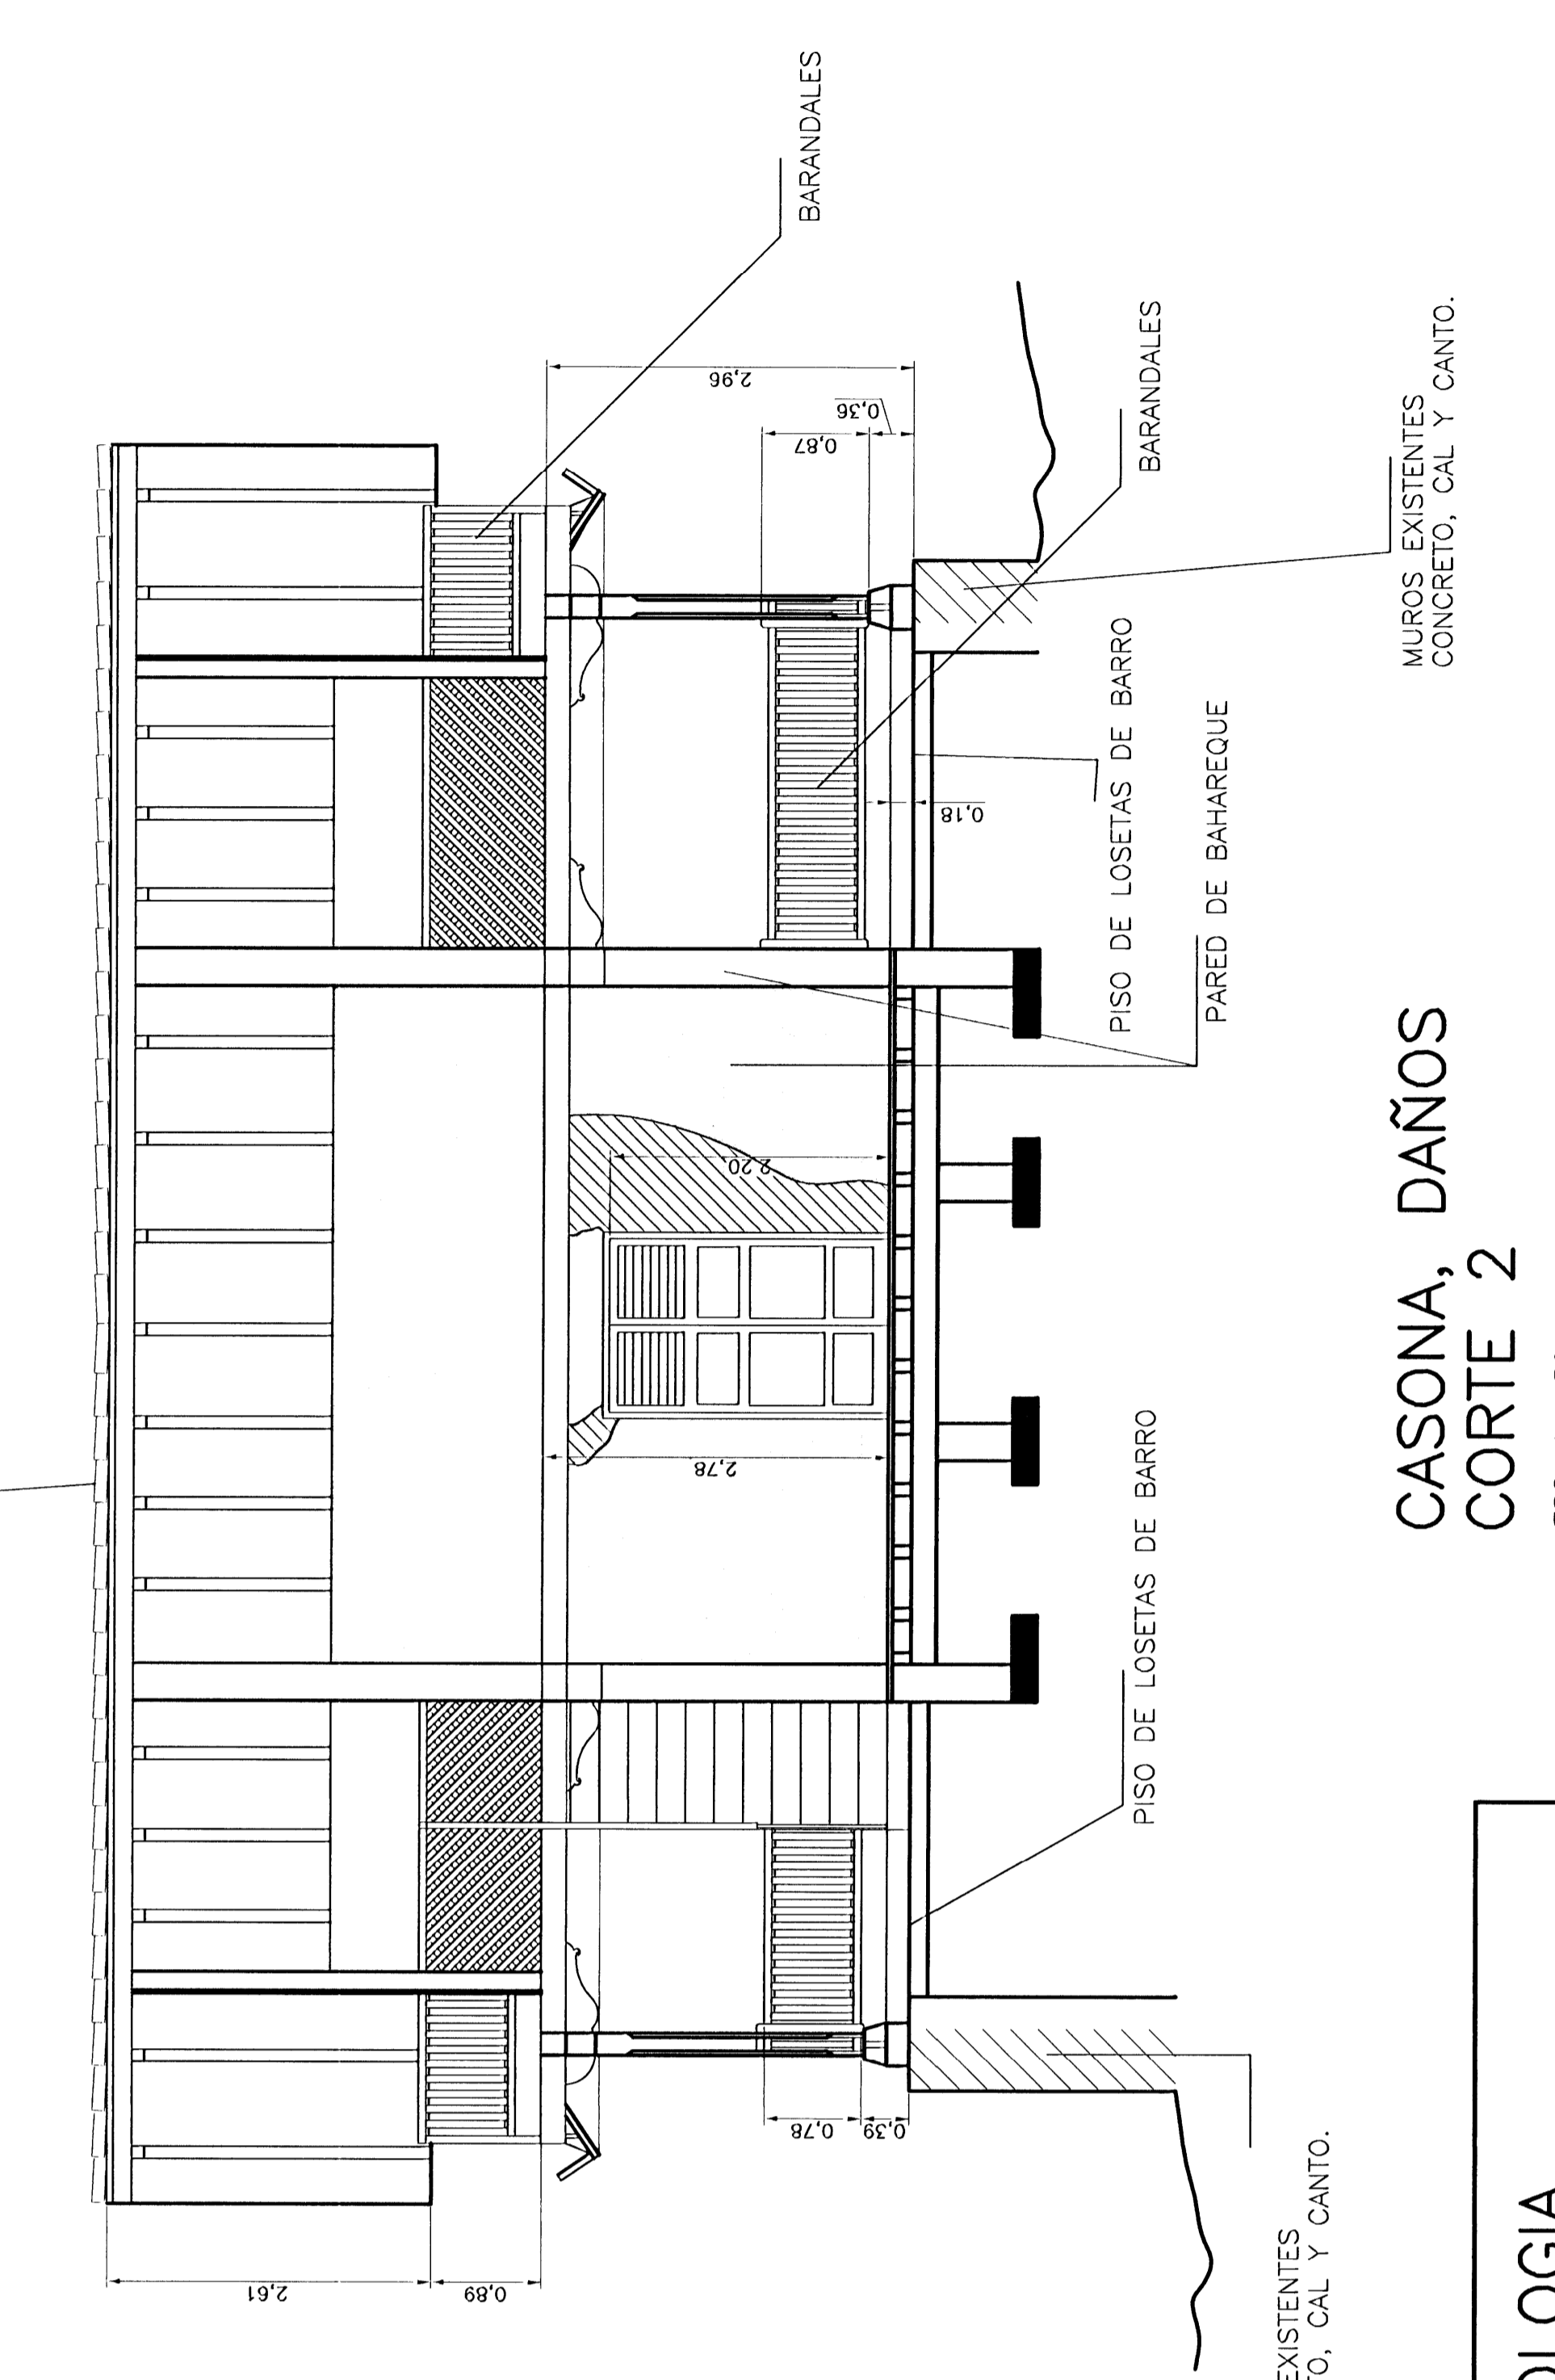 BARANDALES
BARANDALES
2,96
0,36
0,87
0,18
MUROS EXISTENTES
CONCRETO, CAL Y CANTO.
PISO DE LOSETAS DE BARRO
PARED DE BAHAREQUE
2,20
2,78
PISO DE LOSETAS DE BARRO
CASONA, DAÑOS
CORTE 2
0,78
0,39
2,61
0,89
EXISTENTES
TO, CAL Y CANTO.
OLOGIA